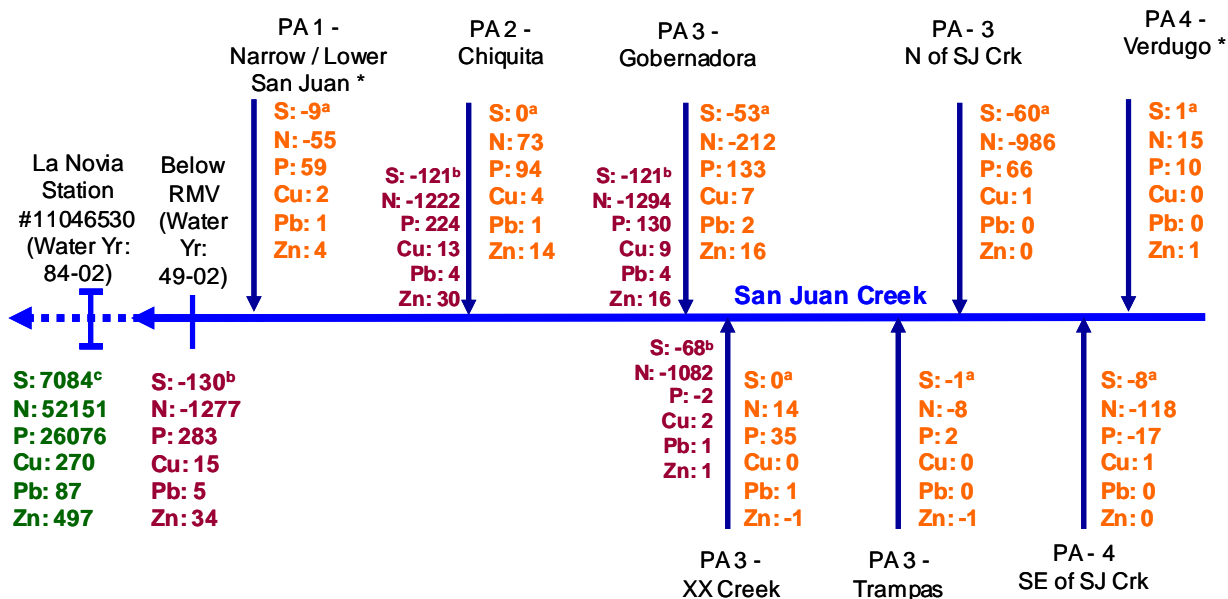 PA 1 -
Narrow / Lower
San Juan *
S: -9ᵃ
N: -55
P: 59
Cu: 2
Pb: 1
Zn: 4
PA 2 -
Chiquita
S: 0ᵃ
N: 73
P: 94
Cu: 4
Pb: 1
Zn: 14
S: -121ᵇ
N: -1222
P: 224
Cu: 13
Pb: 4
Zn: 30
PA 3 -
Gobernadora
S: -53ᵃ
N: -212
P: 133
Cu: 7
Pb: 2
Zn: 16
S: -121ᵇ
N: -1294
P: 130
Cu: 9
Pb: 4
Zn: 16
PA - 3
N of SJ Crk
S: -60ᵃ
N: -986
P: 66
Cu: 1
Pb: 0
Zn: 0
PA 4 -
Verdugo *
S: 1ᵃ
N: 15
P: 10
Cu: 0
Pb: 0
Zn: 1
La Novia
Station
#11046530
(Water Yr:
84-02)
Below
RMV
(Water
Yr:
49-02)
San Juan Creek
S: 7084ᶜ
N: 52151
P: 26076
Cu: 270
Pb: 87
Zn: 497
S: -130ᵇ
N: -1277
P: 283
Cu: 15
Pb: 5
Zn: 34
S: -68ᵇ
N: -1082
P: -2
Cu: 2
Pb: 1
Zn: 1
S: 0ᵃ
N: 14
P: 35
Cu: 0
Pb: 1
Zn: -1
PA 3 -
XX Creek
S: -1ᵃ
N: -8
P: 2
Cu: 0
Pb: 0
Zn: -1
PA 3 -
Trampas
S: -8ᵃ
N: -118
P: -17
Cu: 1
Pb: 0
Zn: 0
PA - 4
SE of SJ Crk